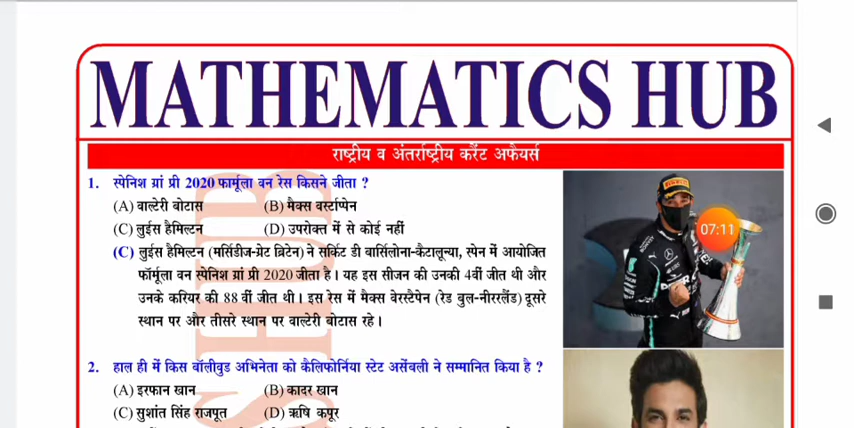 MATHEMATICS HUB
राष्ट्रीय व अंतर्राष्ट्रीय करैंट अफैयर्स
1. स्पेनिश ग्रां प्री 2020 फार्मूला वन रेस किसने जीता ?
(A) वाल्टेरी बोटास (B) मैक्स वर्स्टाप्पेन
(C) लुईस हैमिल्टन (D) उपरोक्त में से कोई नहीं
(C) लुईस हैमिल्टन (मर्सिडीज-ग्रेट ब्रिटेन) ने सर्किट डी बार्सिलोना-कैटालून्या, स्पेन में आयोजित
फॉर्मूला वन स्पेनिश ग्रां प्री 2020 जीता है। यह इस सीजन की उनकी 4वीं जीत थी और
उनके करियर की 88 वीं जीत थी। इस रेस में मैक्स वेरस्टैपेन (रेड बुल-नीररलैंड) दूसरे
स्थान पर और तीसरे स्थान पर वाल्टेरी बोटास रहे।
07:11
2. हाल ही में किस बॉलीवुड अभिनेता को कैलिफोर्निया स्टेट असेंबली ने सम्मानित किया है ?
(A) इरफान खान (B) कादर खान
(C) सुशांत सिंह राजपूत (D) ऋषि कपूर